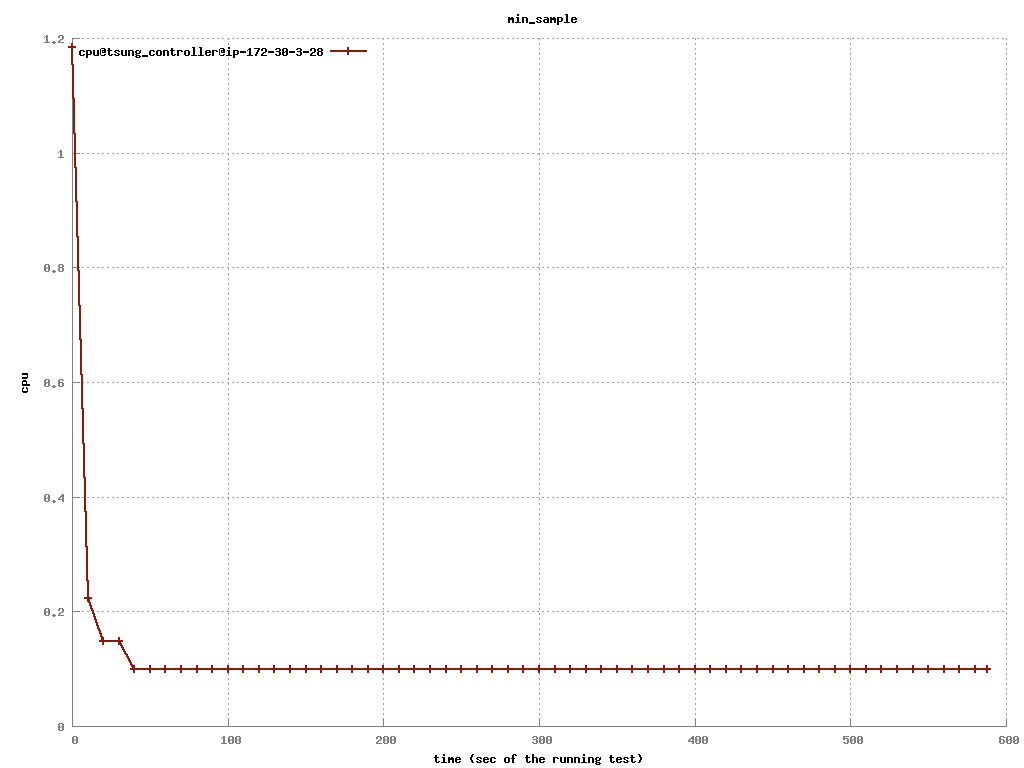 min_sample
cpu@tsung_controller@ip-172-30-3-28
1.2
1
0.8
0.6
0.4
0.2
0
cpu
0 100 200 300 400 500 600
time (sec of the running test)